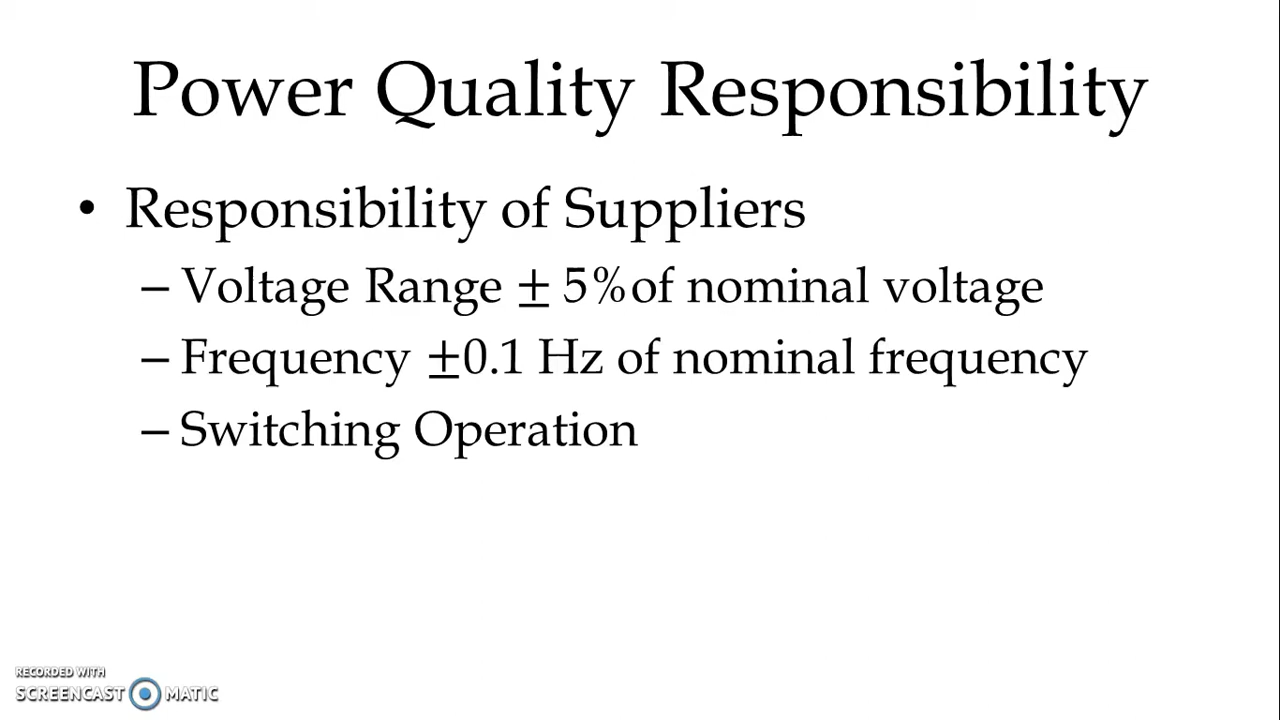 Power Quality Responsibility
• Responsibility of Suppliers
– Voltage Range ± 5%of nominal voltage
– Frequency ±0.1 Hz of nominal frequency
– Switching Operation
RECORDED WITH
SCREENCAST MATIC